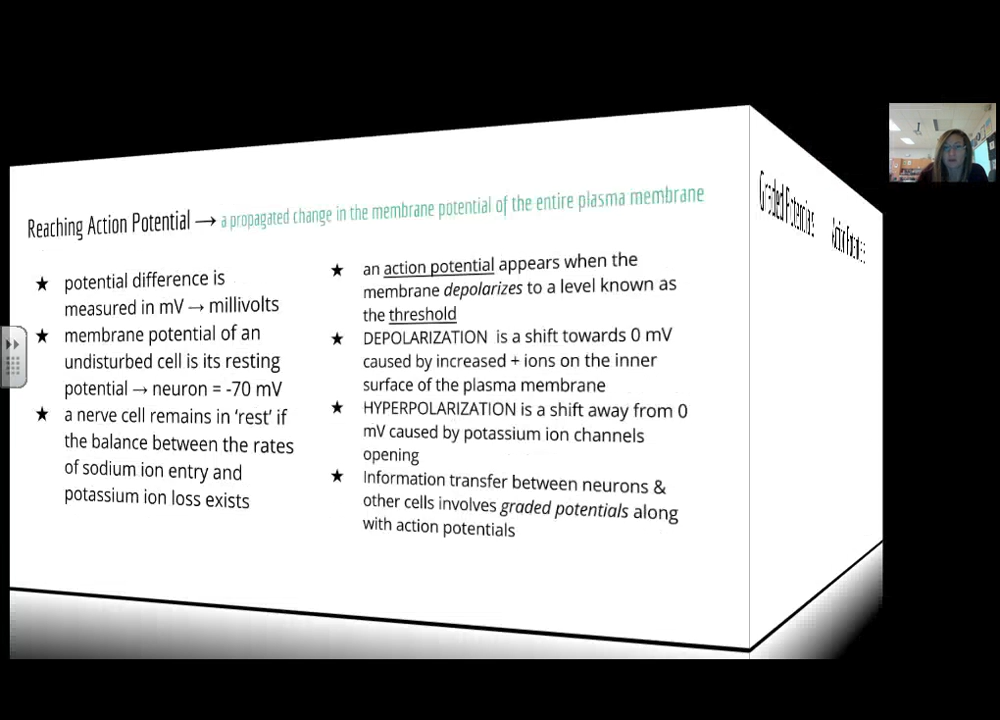 Reaching Action Potential → a propagated change in the membrane potential of the entire plasma membrane
★ potential difference is
measured in mV → millivolts
★ membrane potential of an
undisturbed cell is its resting
potential → neuron = -70 mV
★ a nerve cell remains in ‘rest’ if
the balance between the rates
of sodium ion entry and
potassium ion loss exists
★ an action potential appears when the
membrane depolarizes to a level known as
the threshold
★ DEPOLARIZATION is a shift towards 0 mV
caused by increased + ions on the inner
surface of the plasma membrane
★ HYPERPOLARIZATION is a shift away from 0
mV caused by potassium ion channels
opening
★ Information transfer between neurons &
other cells involves graded potentials along
with action potentials
Graded Potentials
Action